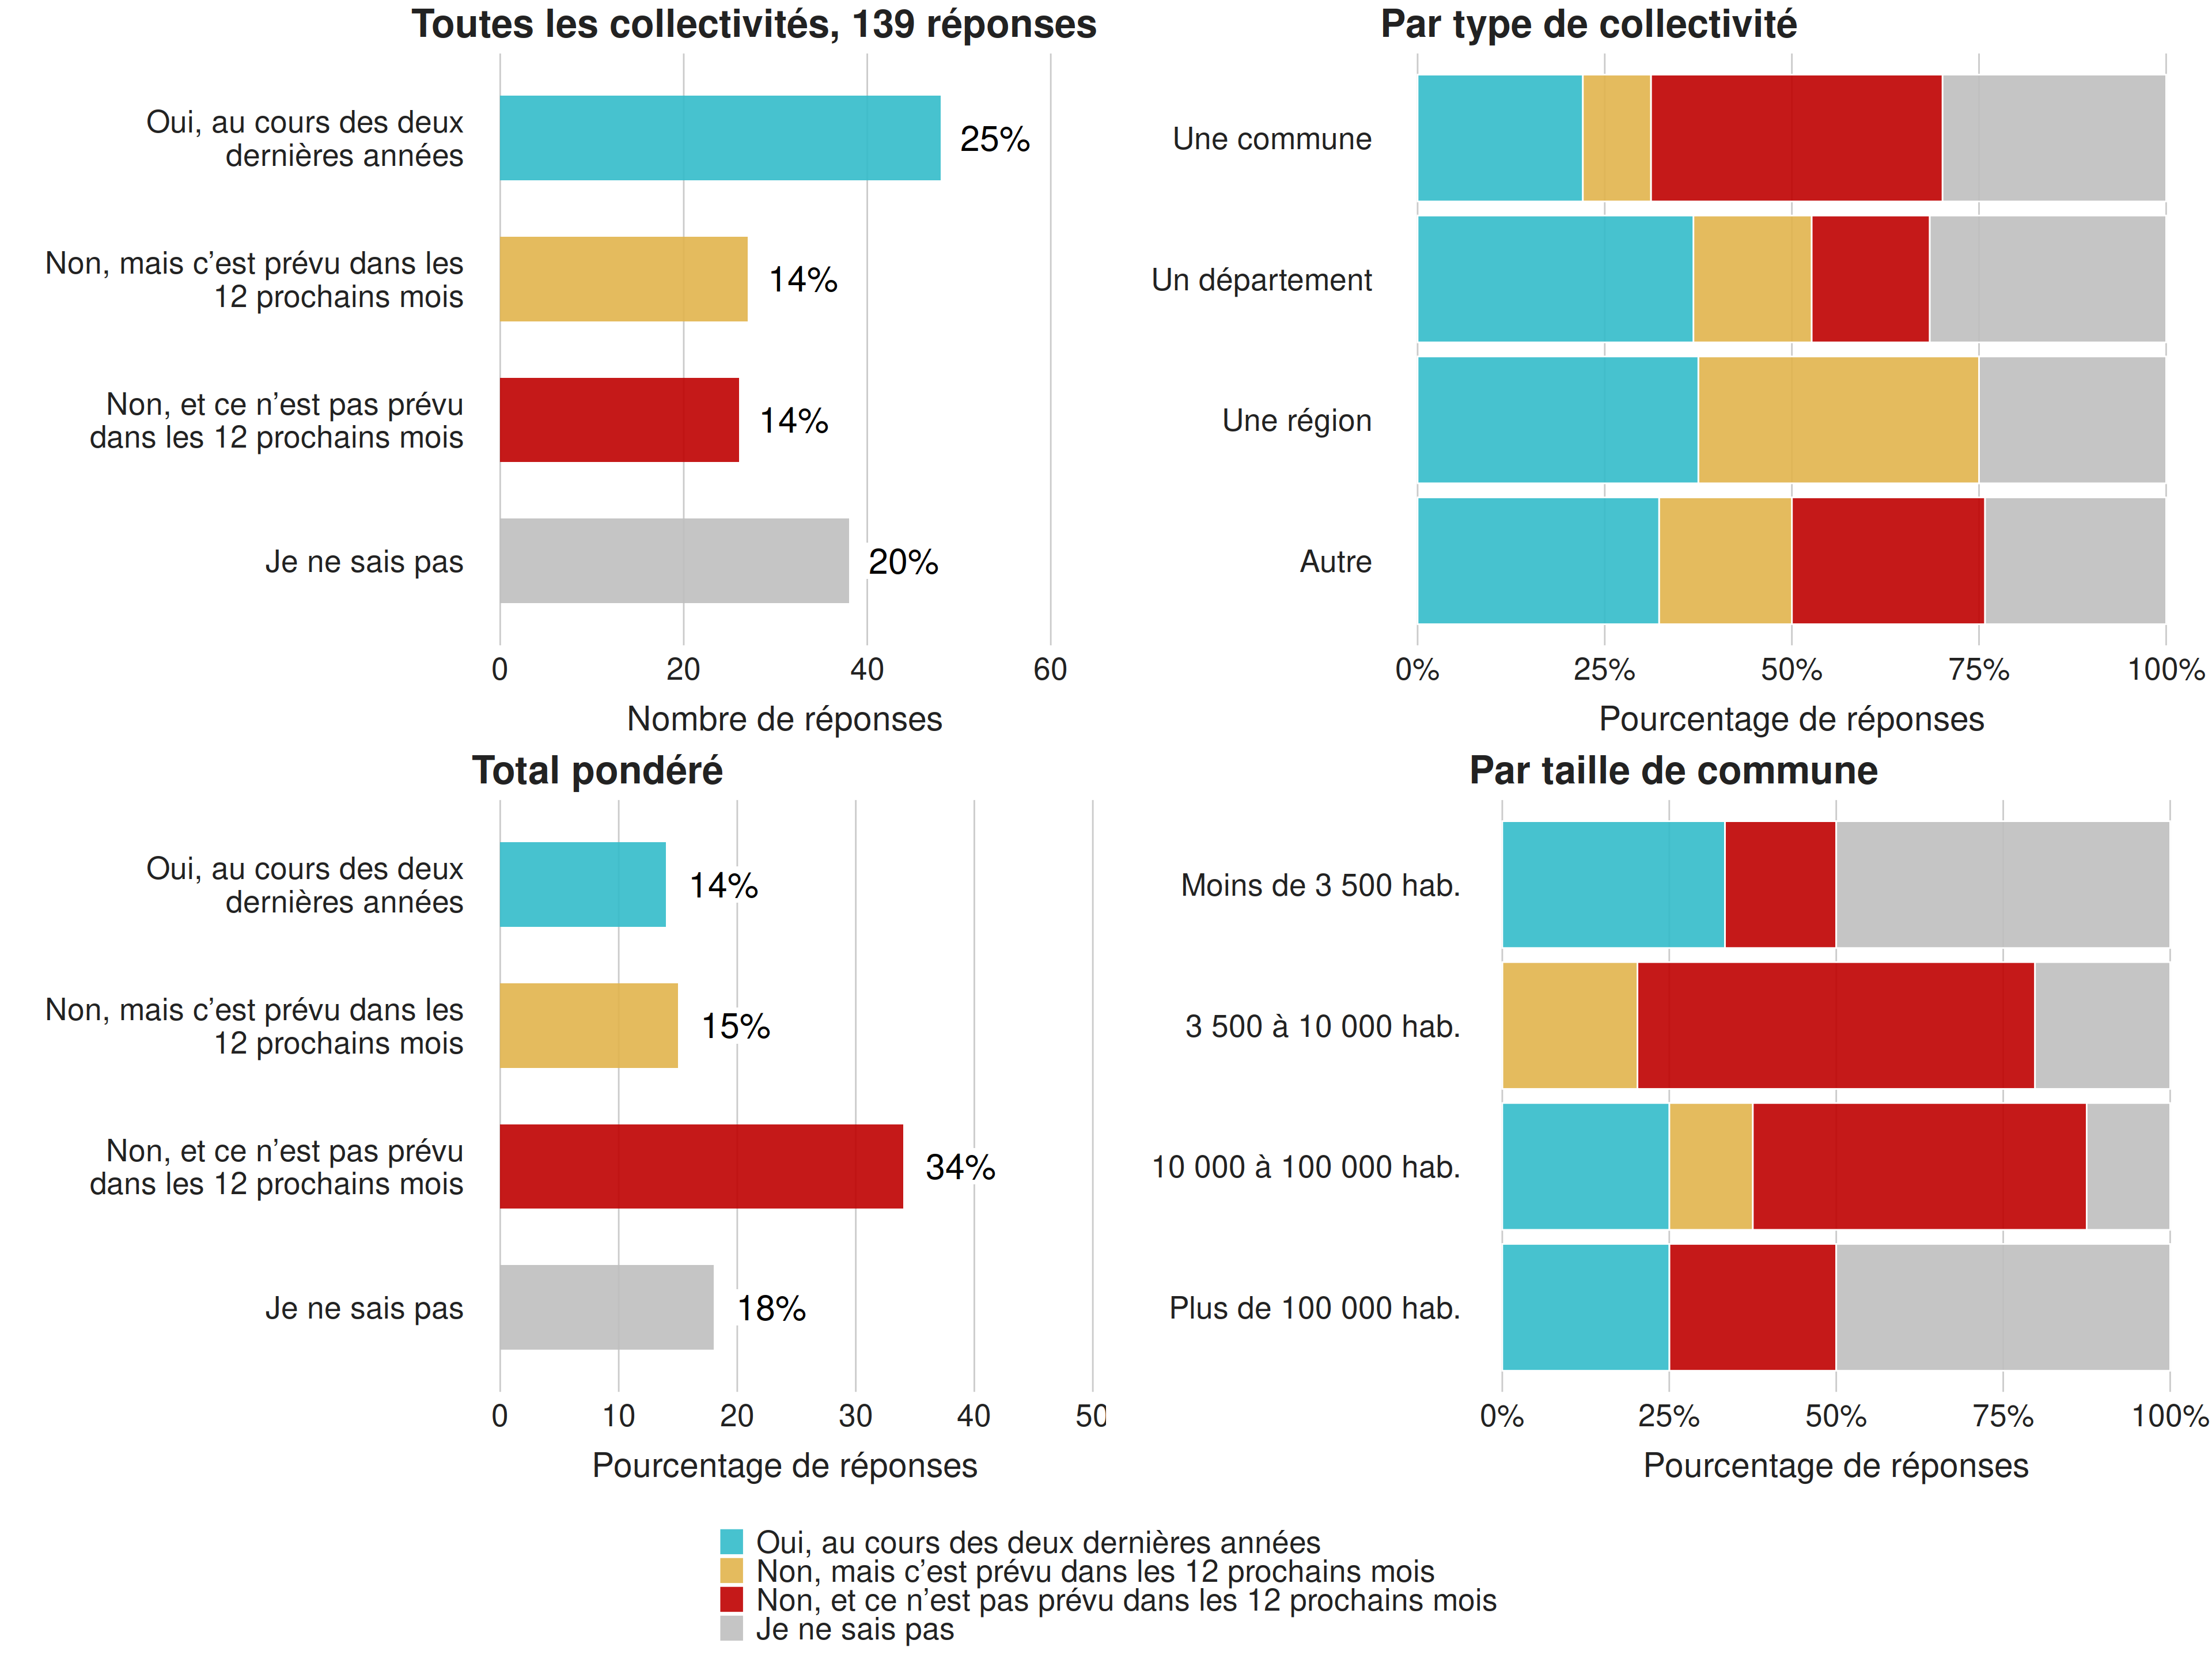 Toutes les collectivités, 139 réponses
Oui, au cours des deux
dernières années
25%
Non, mais c’est prévu dans les
12 prochains mois
14%
Non, et ce n’est pas prévu
dans les 12 prochains mois
14%
Je ne sais pas
20%
0 20 40 60
Nombre de réponses
Par type de collectivité
Une commune
Un département
Une région
Autre
0% 25% 50% 75% 100%
Pourcentage de réponses
Total pondéré
Oui, au cours des deux
dernières années
14%
Non, mais c’est prévu dans les
12 prochains mois
15%
Non, et ce n’est pas prévu
dans les 12 prochains mois
34%
Je ne sais pas
18%
0 10 20 30 40 50
Pourcentage de réponses
Par taille de commune
Moins de 3 500 hab.
3 500 à 10 000 hab.
10 000 à 100 000 hab.
Plus de 100 000 hab.
0% 25% 50% 75% 100%
Pourcentage de réponses
Oui, au cours des deux dernières années
Non, mais c’est prévu dans les 12 prochains mois
Non, et ce n’est pas prévu dans les 12 prochains mois
Je ne sais pas